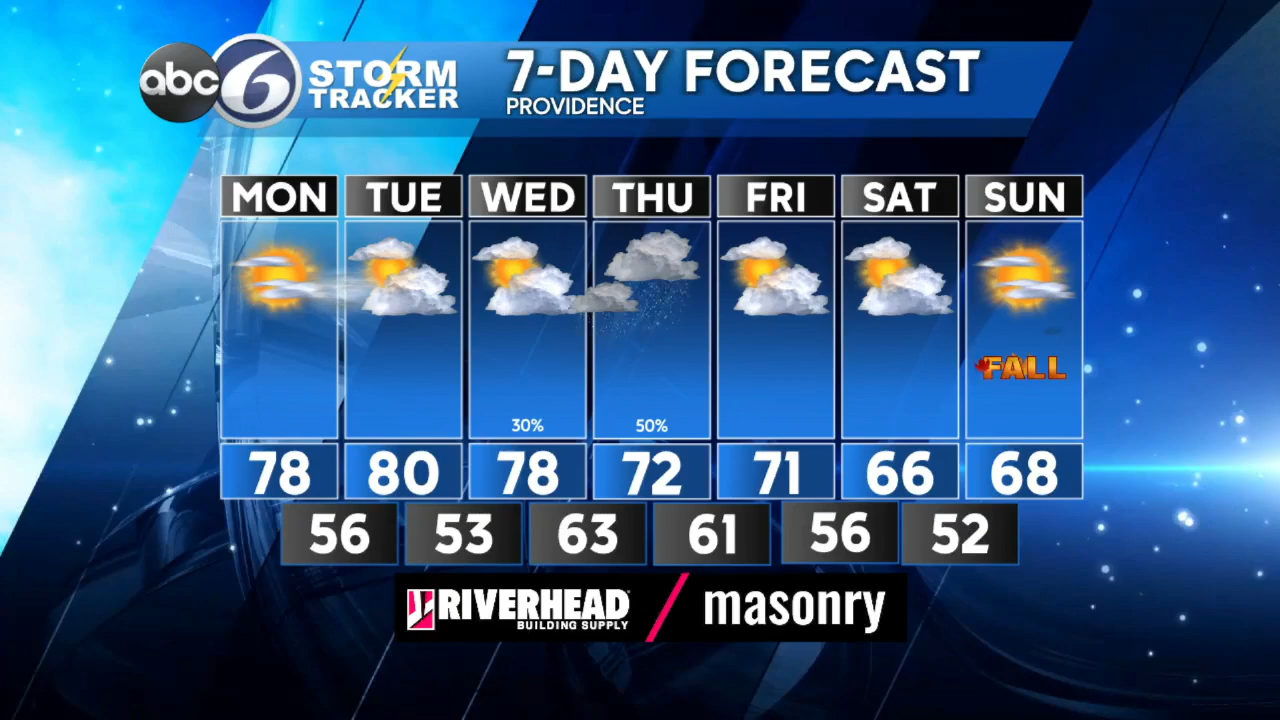 abc 6 STORM TRACKER
7-DAY FORECAST
PROVIDENCE
MON TUE WED THU FRI SAT SUN
FALL
30% 50%
78 80 78 72 71 66 68
56 53 63 61 56 52
RIVERHEAD BUILDING SUPPLY / masonry